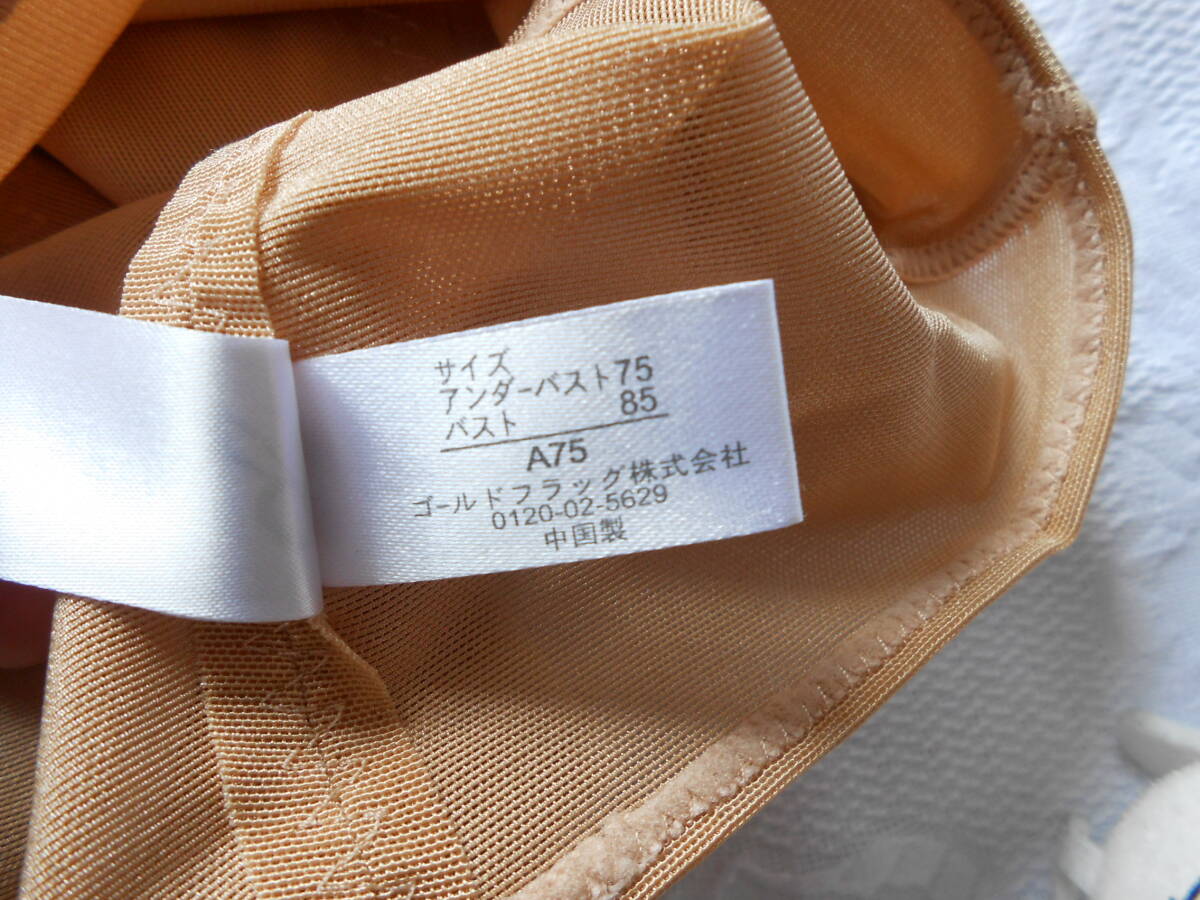 サイズ
アンダーバスト75
バスト 85
A75
ゴールドフラッグ株式会社
0120-02-5629
中国製